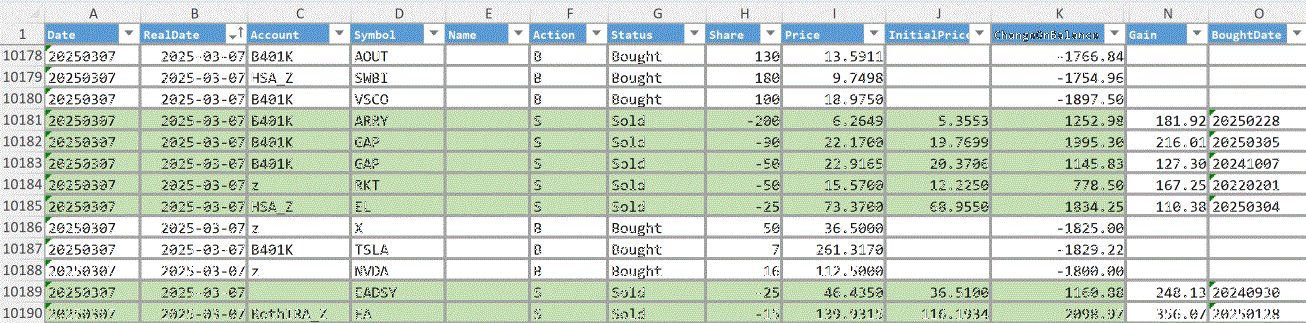 A B C D E F G H I J K N O
1 Date RealDate Account Symbol Name Action Status Share Price InitialPrice ChangeOnBalance Gain BoughtDate
10178 20250307 2025-03-07 B401K AOUT B Bought 130 13.5911 -1766.84
10179 20250307 2025-03-07 HSA_Z SWBI B Bought 180 9.7498 -1754.96
10180 20250307 2025-03-07 B401K VSCO B Bought 100 18.9750 -1897.50
10181 20250307 2025-03-07 B401K ARRY S Sold -200 6.2649 5.3553 1252.98 181.92 20250228
10182 20250307 2025-03-07 B401K GAP S Sold -90 22.1700 19.7699 1995.30 216.01 20250305
10183 20250307 2025-03-07 B401K GAP S Sold -50 22.9165 20.3706 1145.83 127.30 20241007
10184 20250307 2025-03-07 z RKT S Sold -50 15.5700 12.2250 778.50 167.25 20220201
10185 20250307 2025-03-07 HSA_Z EL S Sold -25 73.3700 68.9550 1834.25 110.38 20250304
10186 20250307 2025-03-07 z X B Bought 50 36.5000 -1825.00
10187 20250307 2025-03-07 B401K TSLA B Bought 7 261.3170 -1829.22
10188 20250307 2025-03-07 z NVDA B Bought 16 112.5000 -1800.00
10189 20250307 2025-03-07 EADSY S Sold -25 46.4350 36.5100 1160.88 248.13 20240930
10190 20250307 2025-03-07 RothIRA_Z EA S Sold -15 139.9315 116.1934 2098.97 356.07 20250128